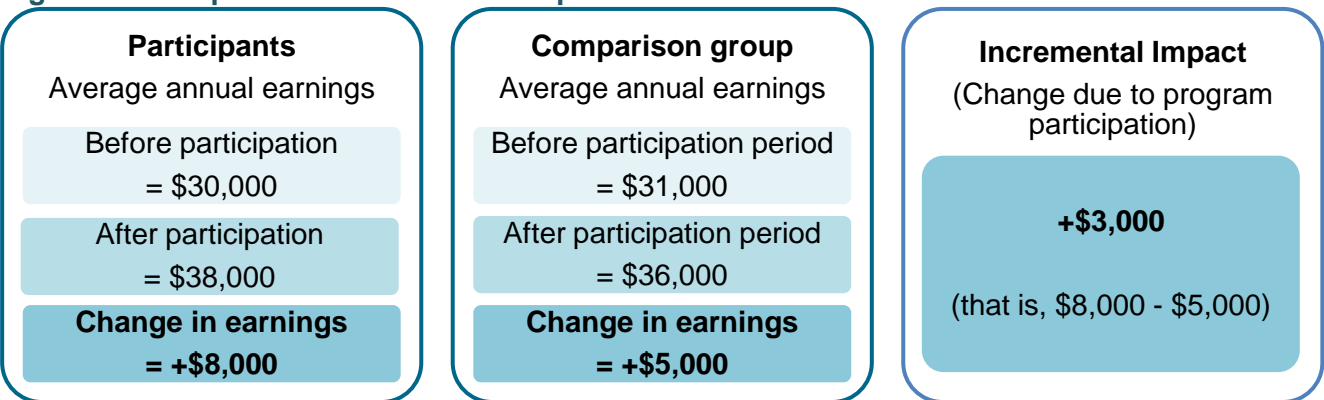 Participants
Average annual earnings
Before participation
= $30,000
After participation
= $38,000
Change in earnings
= +$8,000
Comparison group
Average annual earnings
Before participation period
= $31,000
After participation period
= $36,000
Change in earnings
= +$5,000
Incremental Impact
(Change due to program
participation)
+$3,000
(that is, $8,000 - $5,000)